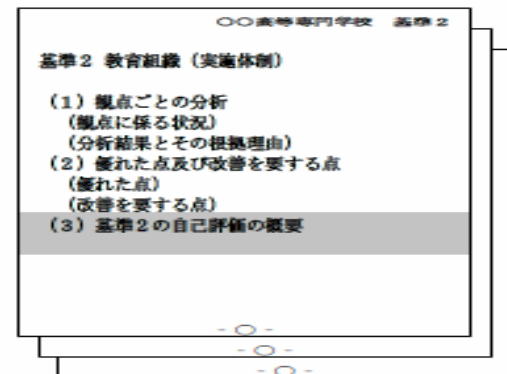 ○○高等専門学校 基準2
基準2 教育組織（実施体制）
（1）観点ごとの分析
（観点に係る状況）
（分析結果とその根拠理由）
（2）優れた点及び改善を要する点
（優れた点）
（改善を要する点）
（3）基準2の自己評価の概要
-○-
-○-
-○-